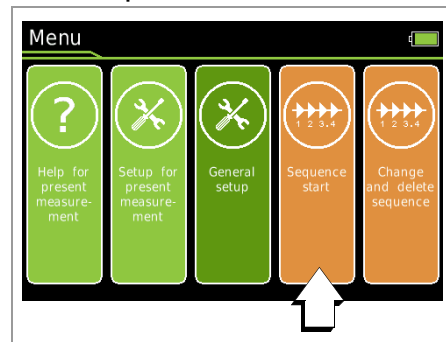 Menu
?
Help for
present
measure-
ment
Setup for
present
measure-
ment
General
setup
1 2 3.4
Sequence
start
1 2 3.4
Change
and delete
sequence